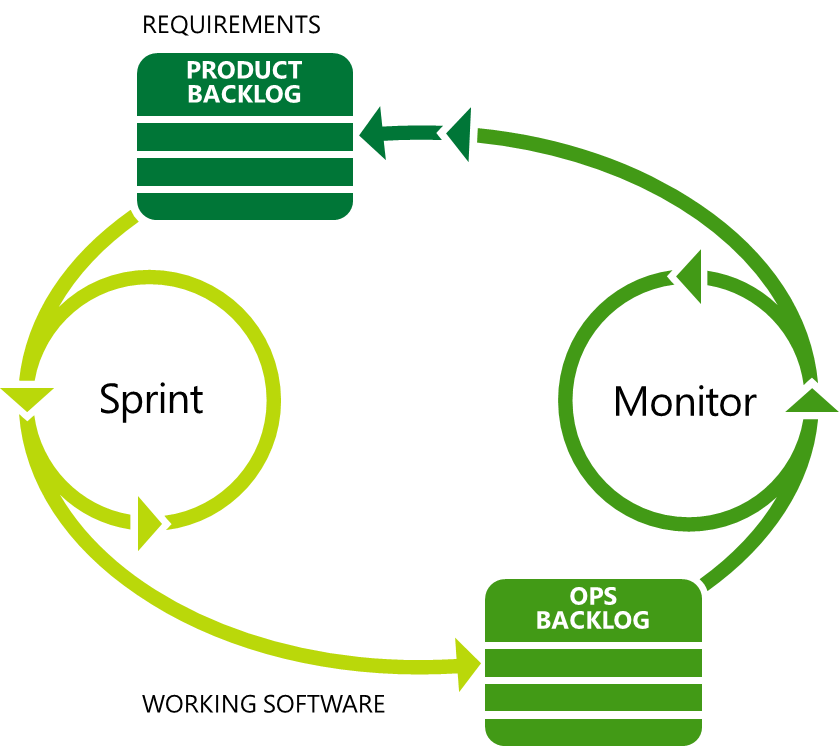 REQUIREMENTS
PRODUCT
BACKLOG
Sprint
Monitor
OPS
BACKLOG
WORKING SOFTWARE